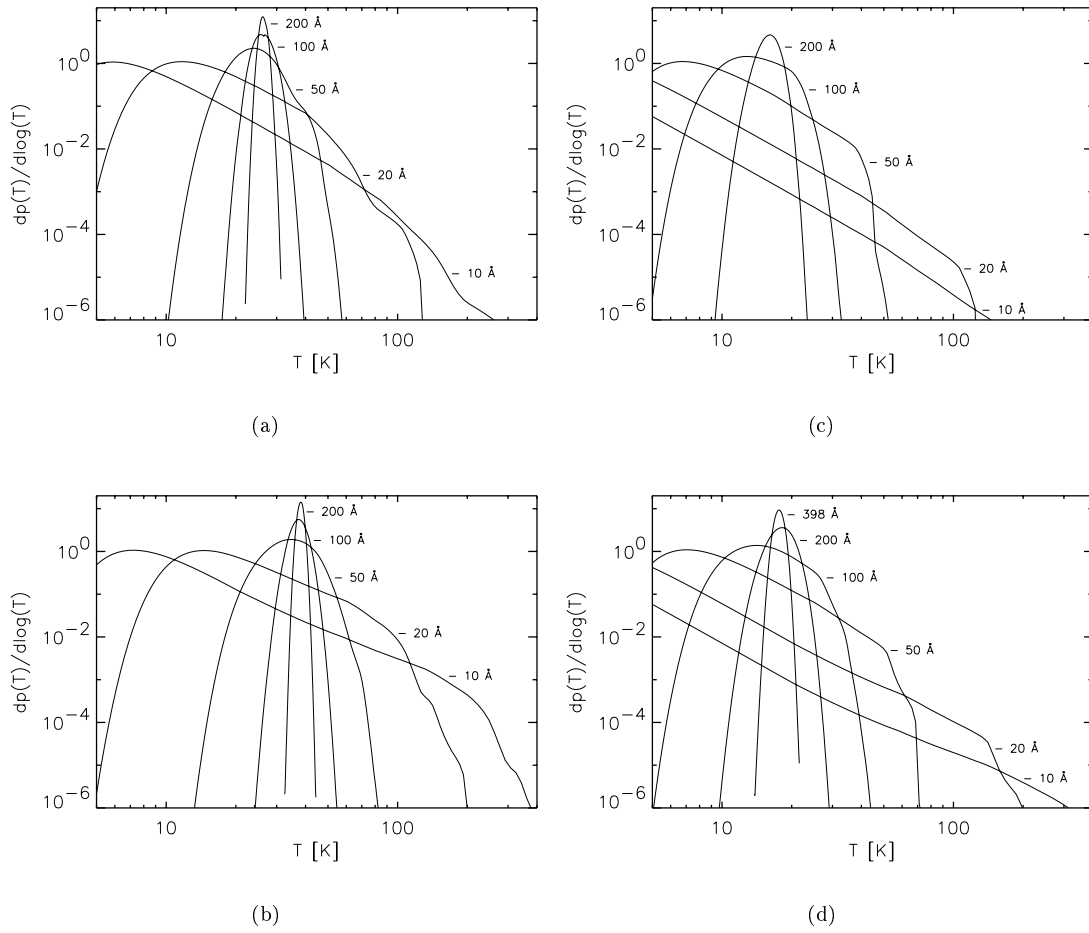 10^0
10^-2
10^-4
10^-6
dp(T)/dlog(T)
– 200 Å
– 100 Å
– 50 Å
– 20 Å
– 10 Å
10
100
T [K]
(a)
10^0
10^-2
10^-4
10^-6
dp(T)/dlog(T)
– 200 Å
– 100 Å
– 50 Å
– 20 Å
– 10 Å
10
100
T [K]
(c)
10^0
10^-2
10^-4
10^-6
dp(T)/dlog(T)
– 200 Å
– 100 Å
– 50 Å
– 20 Å
– 10 Å
10
100
T [K]
(b)
10^0
10^-2
10^-4
10^-6
dp(T)/dlog(T)
– 398 Å
– 200 Å
– 100 Å
– 50 Å
– 20 Å
– 10 Å
10
100
T [K]
(d)